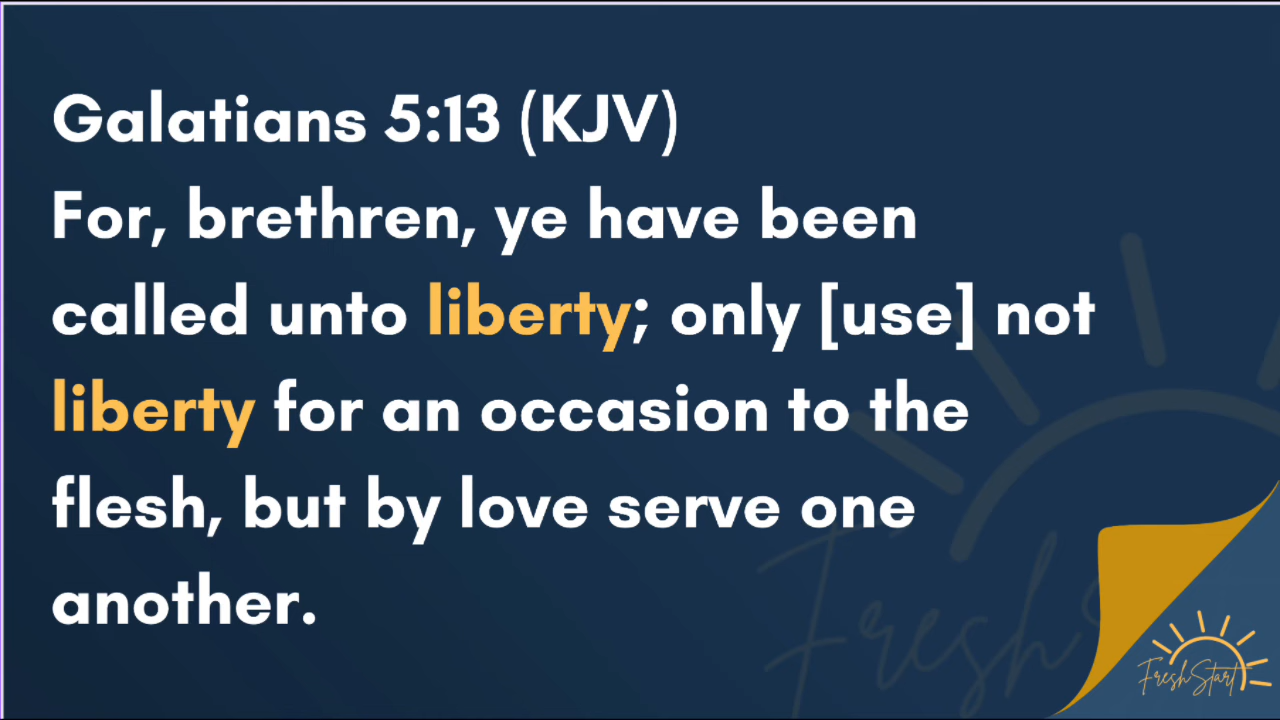 Galatians 5:13 (KJV)
For, brethren, ye have been
called unto liberty; only [use] not
liberty for an occasion to the
flesh, but by love serve one
another.
Fresh
FreshStart